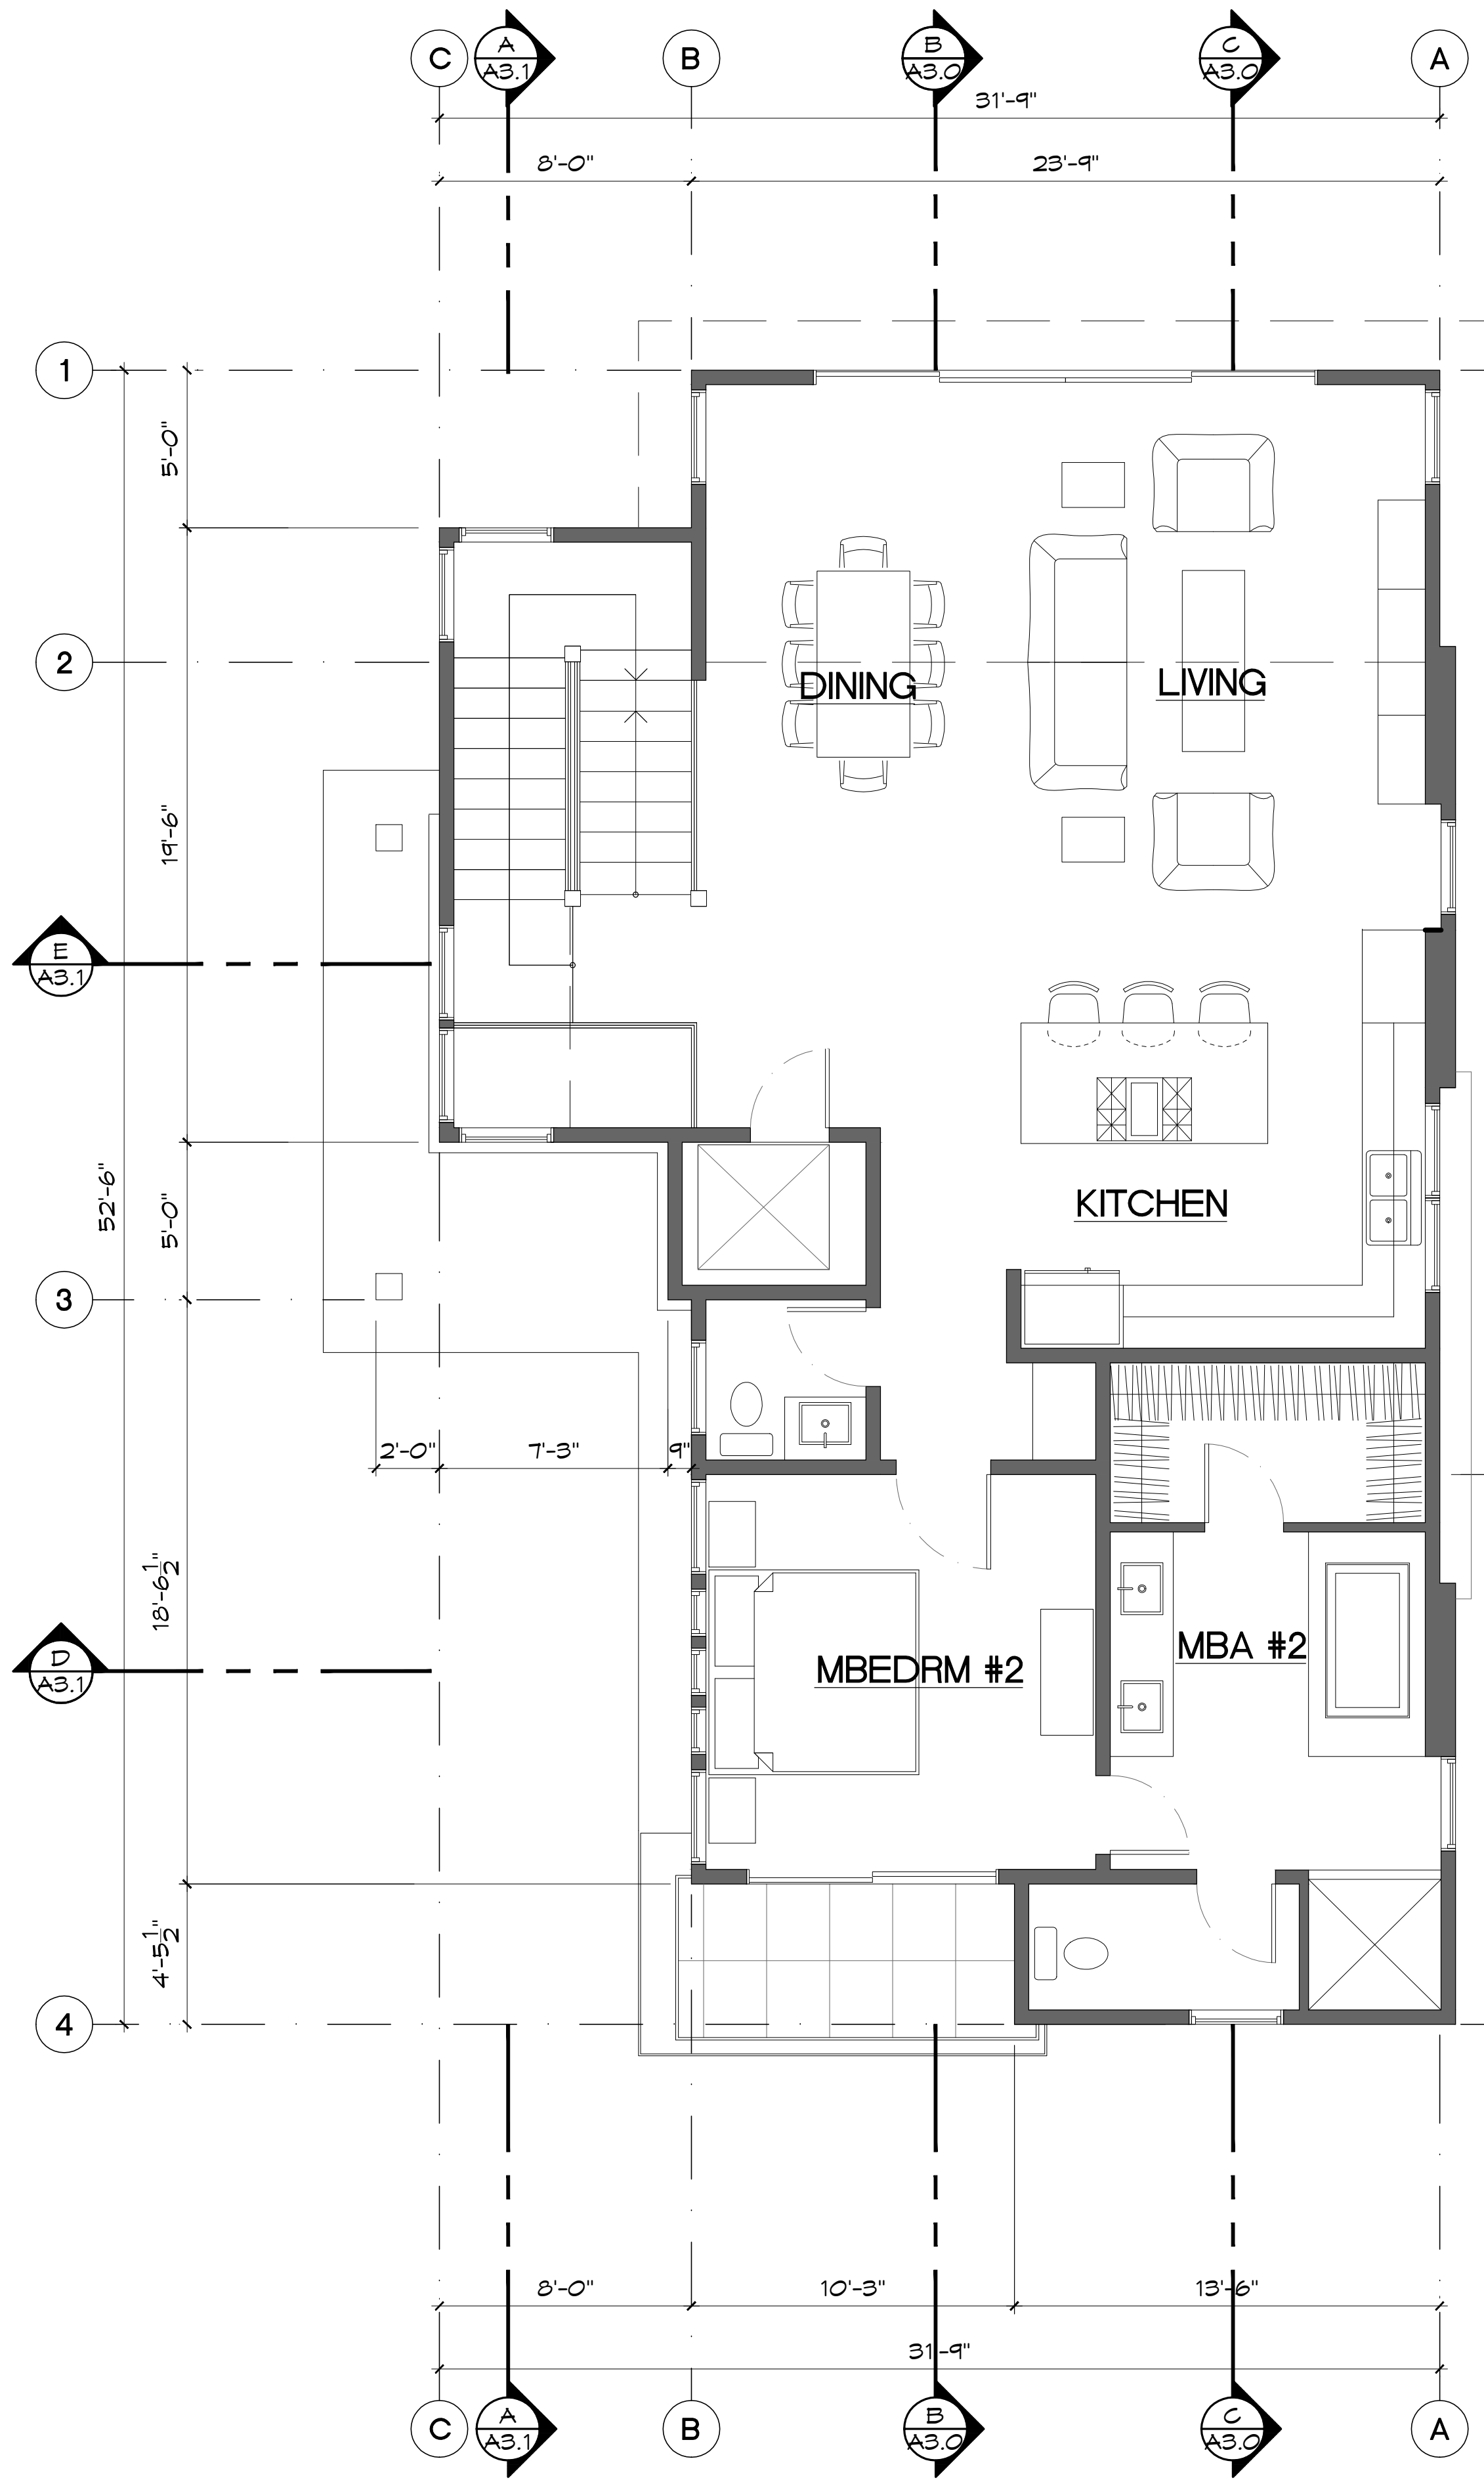 C A B B C A
A3.1 A3.0 A3.0
31'-9"
8'-0" 23'-9"
1
5'-0"
2
DINING LIVING
19'-6"
E
A3.1
52'-6"
5'-0"
KITCHEN
3
2'-0" 7'-3" 9"
18'-6 1/2"
D
A3.1
MBEDRM #2
MBA #2
4'-5 1/2"
4
8'-0" 10'-3" 13'-6"
31'-9"
C A B B C A
A3.1 A3.0 A3.0